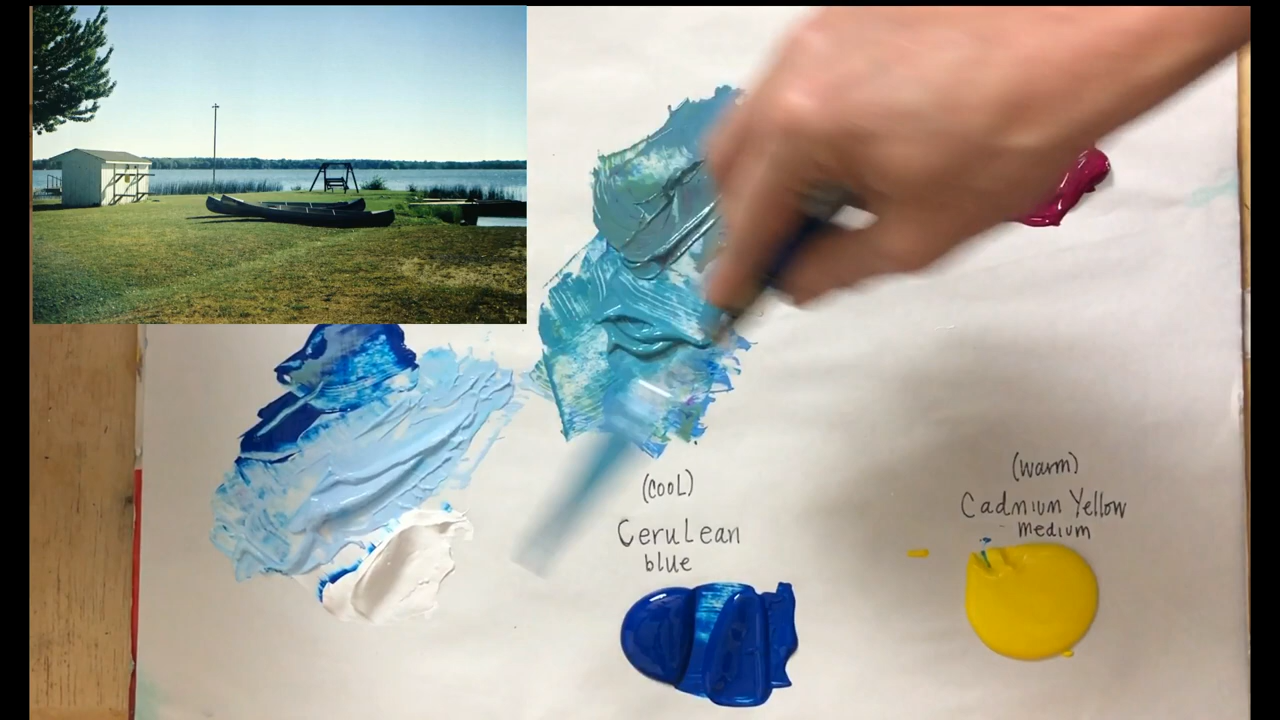 (cool)
Cerulean
blue
(warm)
Cadmium Yellow
medium